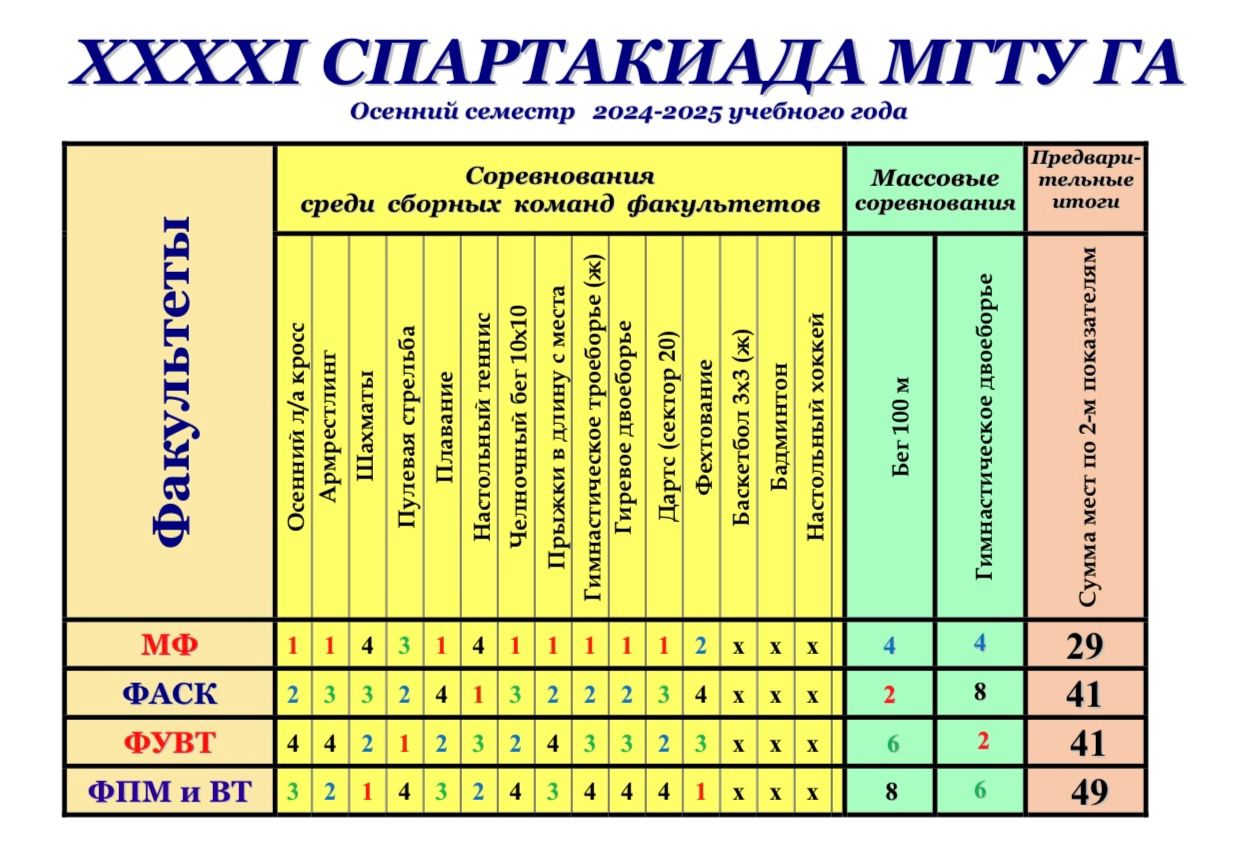 XXXXI СПАРТАКИАДА МГТУ ГА
Осенний семестр 2024-2025 учебного года
Факультеты
Соревнования
среди сборных команд факультетов
Массовые
соревнования
Предвари-
тельные
итоги
Осенний л/а кросс
Армрестлинг
Шахматы
Пулевая стрельба
Плавание
Настольный теннис
Челночный бег 10х10
Прыжки в длину с места
Гимнастическое троеборье (ж)
Гиревое двоеборье
Дартс (сектор 20)
Фехтование
Баскетбол 3х3 (ж)
Бадминтон
Настольный хоккей
Бег 100 м
Гимнастическое двоеборье
Сумма мест по 2-м показателям
МФ 1 1 4 3 1 4 1 1 1 1 1 2 х х х 4 4 29
ФАСК 2 3 3 2 4 1 3 2 2 2 3 4 х х х 2 8 41
ФУВТ 4 4 2 1 2 3 2 4 3 3 2 3 х х х 6 2 41
ФПМ и ВТ 3 2 1 4 3 2 4 3 4 4 4 1 х х х 8 6 49